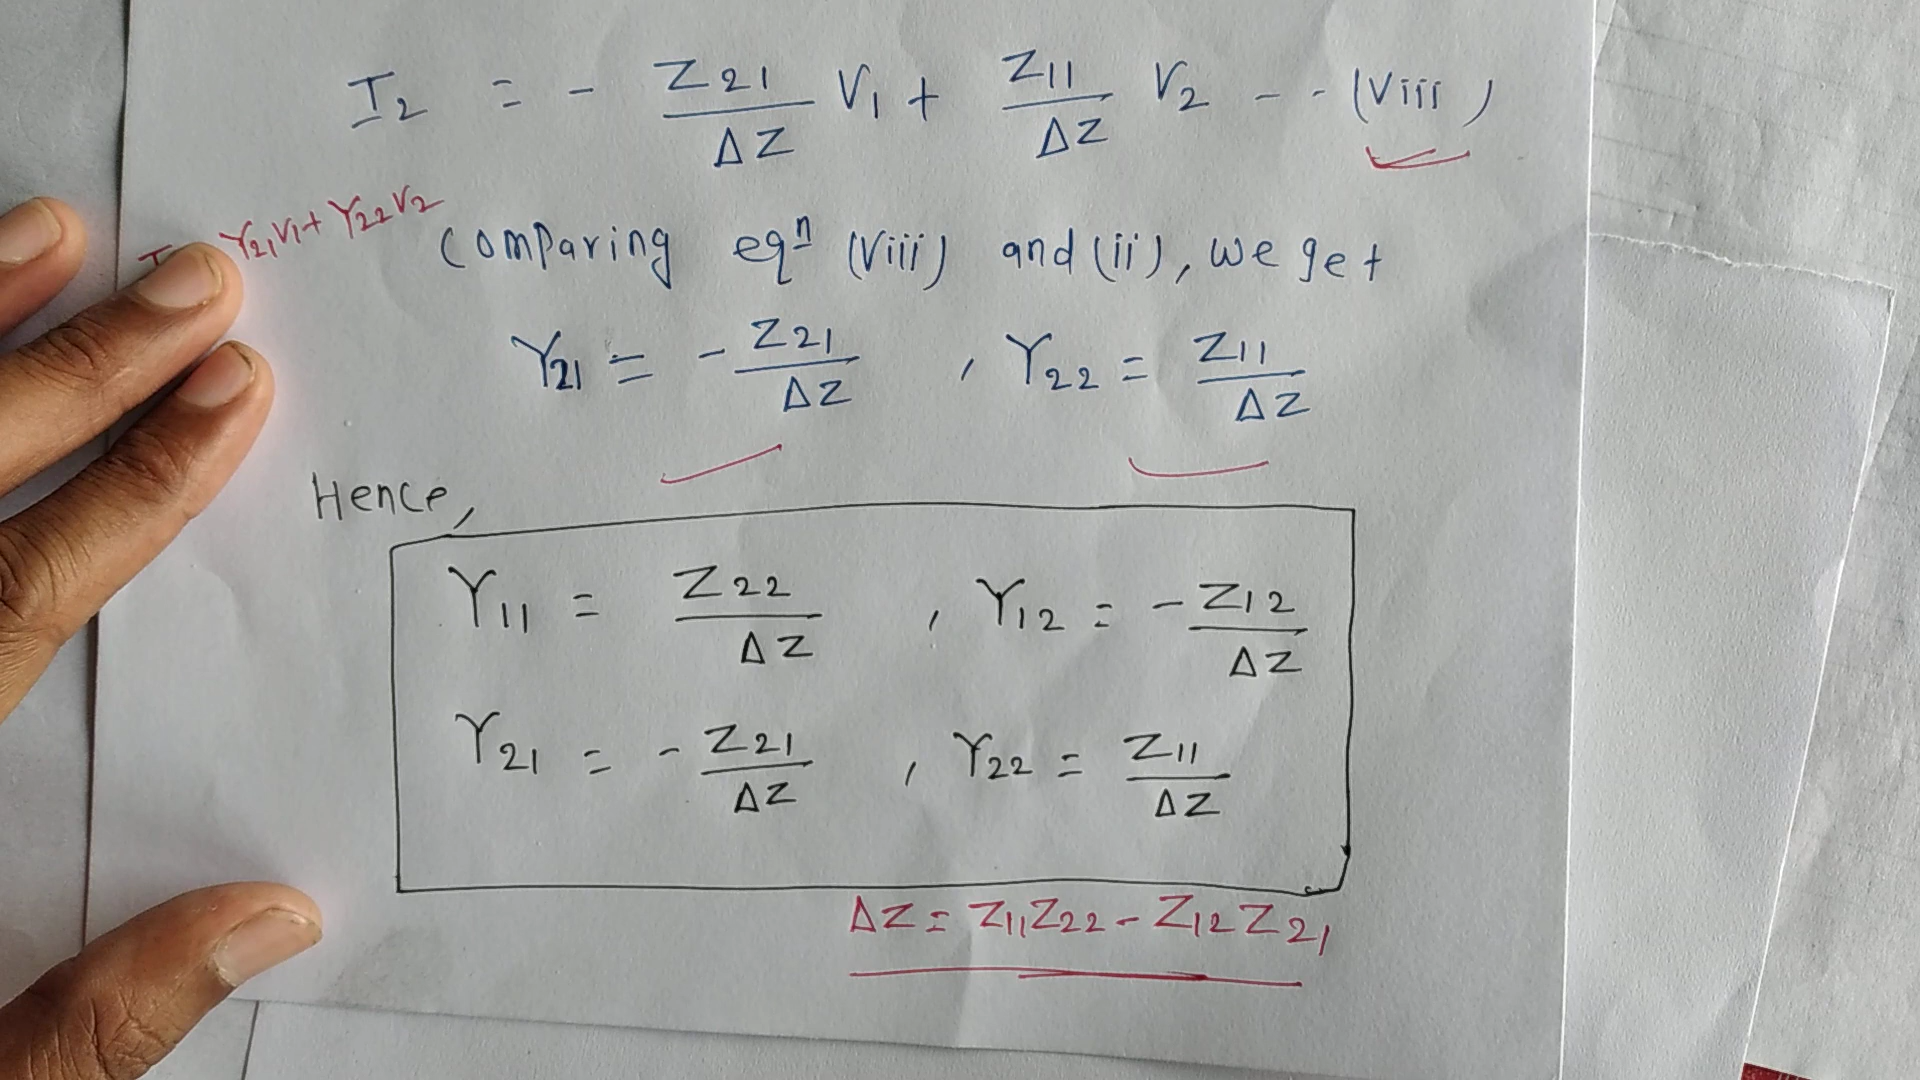 I2 = - Z21/ΔZ V1 + Z11/ΔZ V2 - - (viii)
Y21V1 + Y22V2
Comparing eqn (viii) and (ii), we get
Y21 = - Z21/ΔZ , Y22 = Z11/ΔZ
Hence,
Y11 = Z22/ΔZ , Y12 = - Z12/ΔZ
Y21 = - Z21/ΔZ , Y22 = Z11/ΔZ
ΔZ = Z11Z22 - Z12Z21